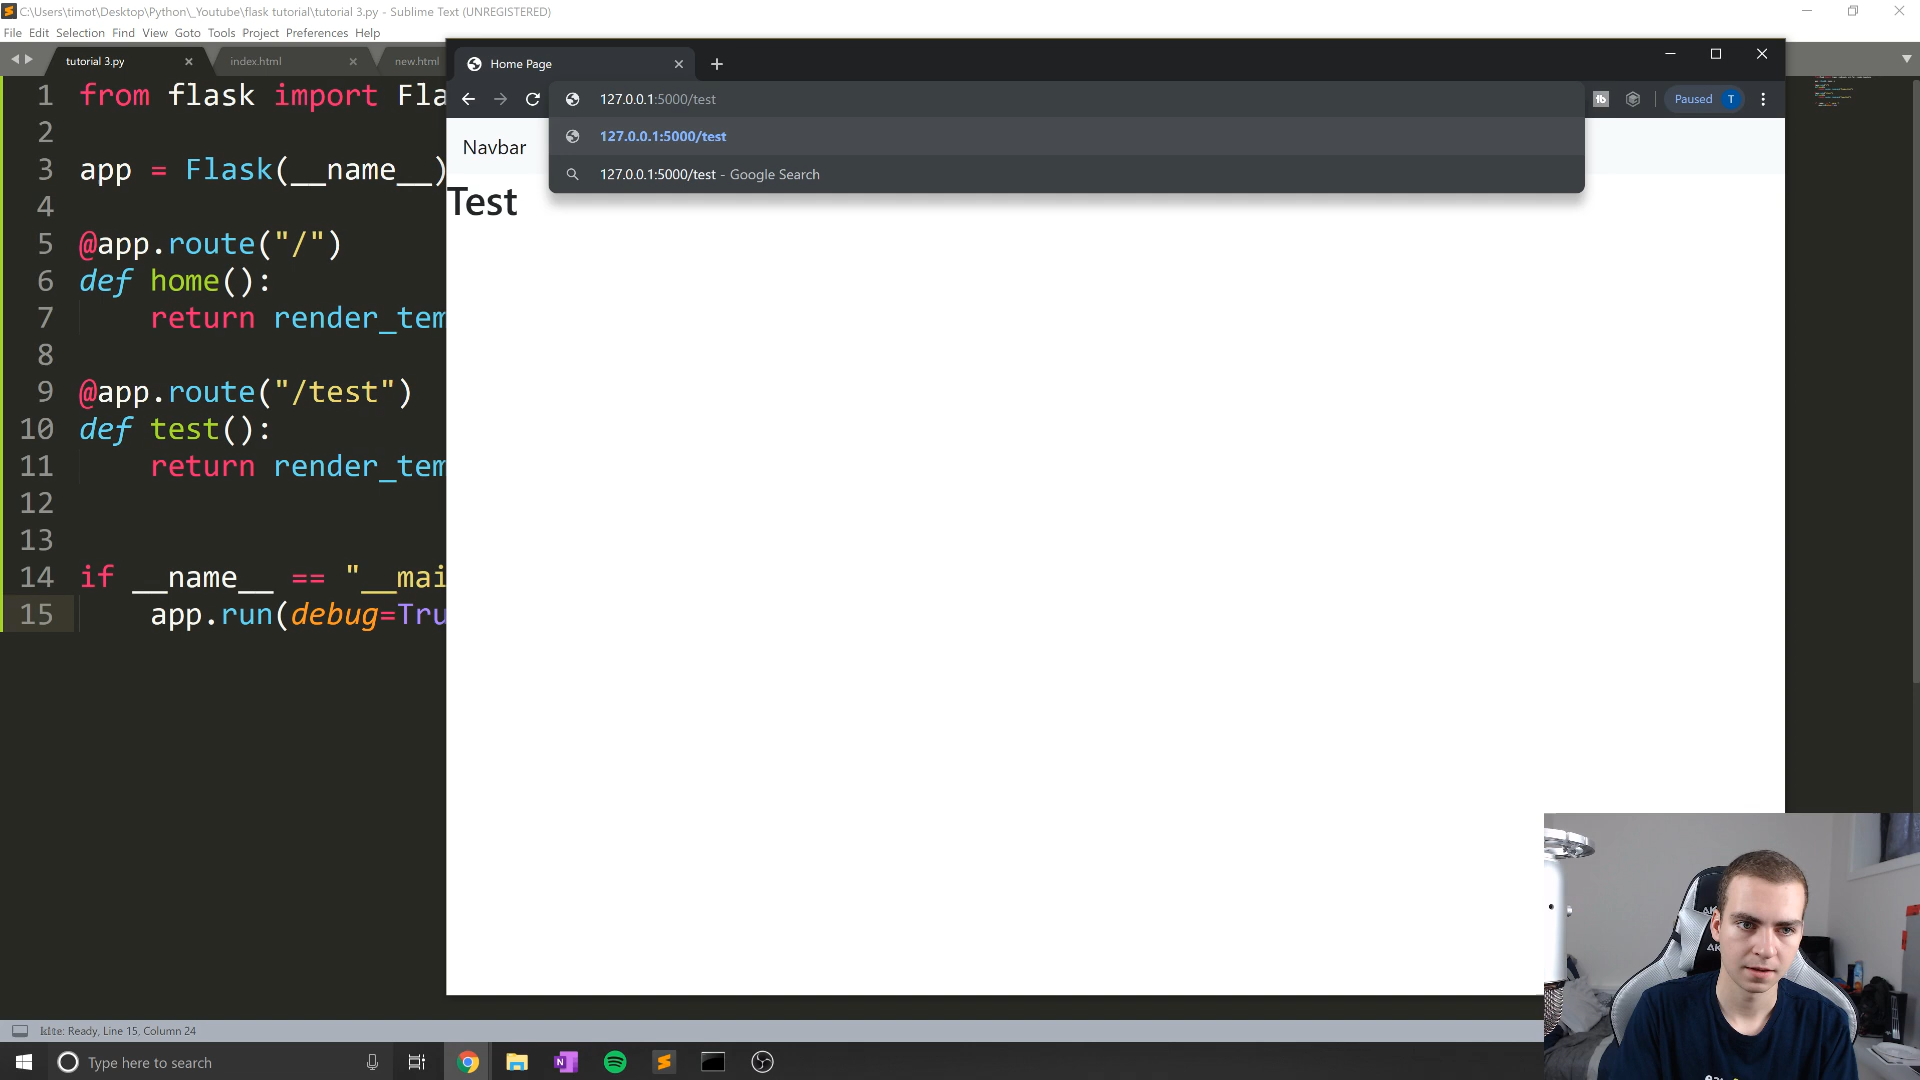 C:\Users\timot\Desktop\Python\_Youtube\flask tutorial\tutorial 3.py - Sublime Text (UNREGISTERED)
File Edit Selection Find View Goto Tools Project Preferences Help
tutorial 3.py
index.html
new.html
Home Page
127.0.0.1:5000/test
Paused T
127.0.0.1:5000/test
127.0.0.1:5000/test - Google Search
Navbar
Test
1 from flask import Fla
2
3 app = Flask(__name__)
4
5 @app.route("/")
6 def home():
7 return render_tem
8
9 @app.route("/test")
10 def test():
11 return render_tem
12
13
14 if __name__ == "__mai
15 app.run(debug=Tru
kite: Ready, Line 15, Column 24
Type here to search